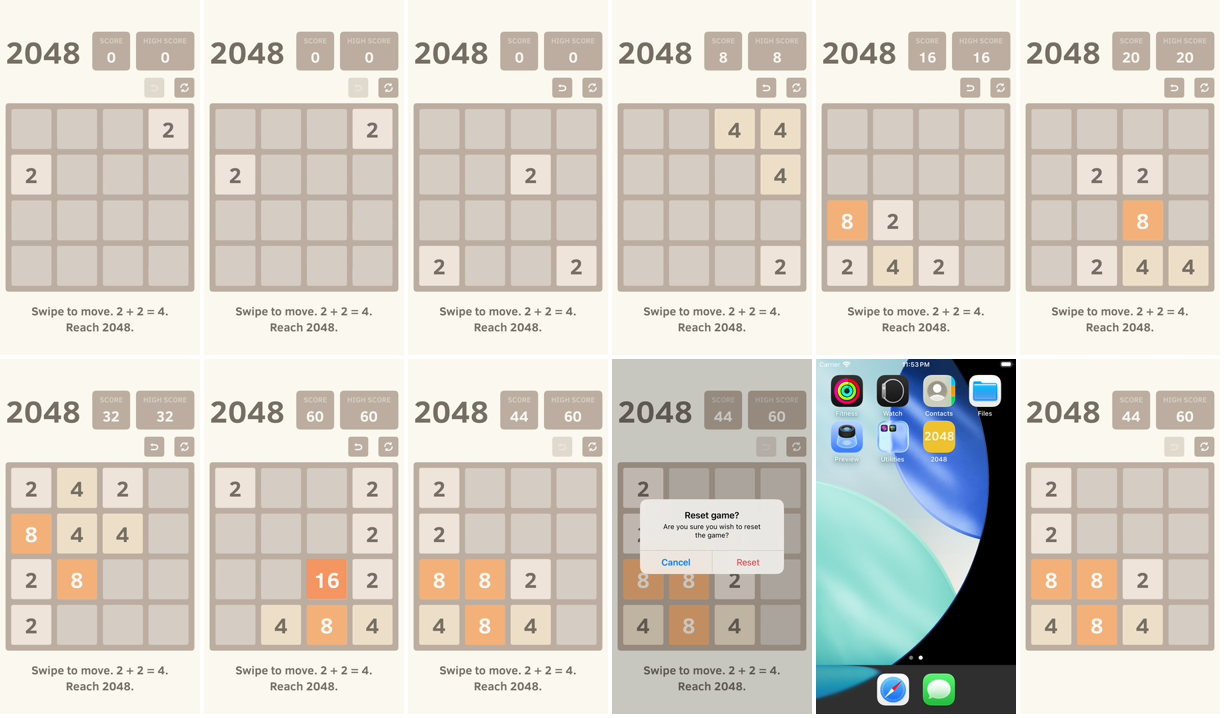 2048 SCORE 0 HIGH SCORE 0
2
2
Swipe to move. 2 + 2 = 4.
Reach 2048.
2048 SCORE 0 HIGH SCORE 0
2
2
Swipe to move. 2 + 2 = 4.
Reach 2048.
2048 SCORE 0 HIGH SCORE 0
2
2 2
Swipe to move. 2 + 2 = 4.
Reach 2048.
2048 SCORE 8 HIGH SCORE 8
4 4
4
2
Swipe to move. 2 + 2 = 4.
Reach 2048.
2048 SCORE 16 HIGH SCORE 16
8 2
2 4 2
Swipe to move. 2 + 2 = 4.
Reach 2048.
2048 SCORE 20 HIGH SCORE 20
2 2
8
2 4 4
Swipe to move. 2 + 2 = 4.
Reach 2048.
2048 SCORE 32 HIGH SCORE 32
2 4 2
8 4 4
2 8
2
Swipe to move. 2 + 2 = 4.
Reach 2048.
2048 SCORE 60 HIGH SCORE 60
2 2
2
16 2
4 8 4
Swipe to move. 2 + 2 = 4.
Reach 2048.
2048 SCORE 44 HIGH SCORE 60
2
2
8 8 2
4 8 4
Swipe to move. 2 + 2 = 4.
Reach 2048.
2048 SCORE 44 HIGH SCORE 60
2
Reset game?
Are you sure you wish to reset
the game?
Cancel Reset
8 8 2
4 8 4
Swipe to move. 2 + 2 = 4.
Reach 2048.
Carrier 11:53 PM
Fitness Watch Contacts Files
2048
Preview Utilities 2048
2048 SCORE 44 HIGH SCORE 60
2
2
8 8 2
4 8 4